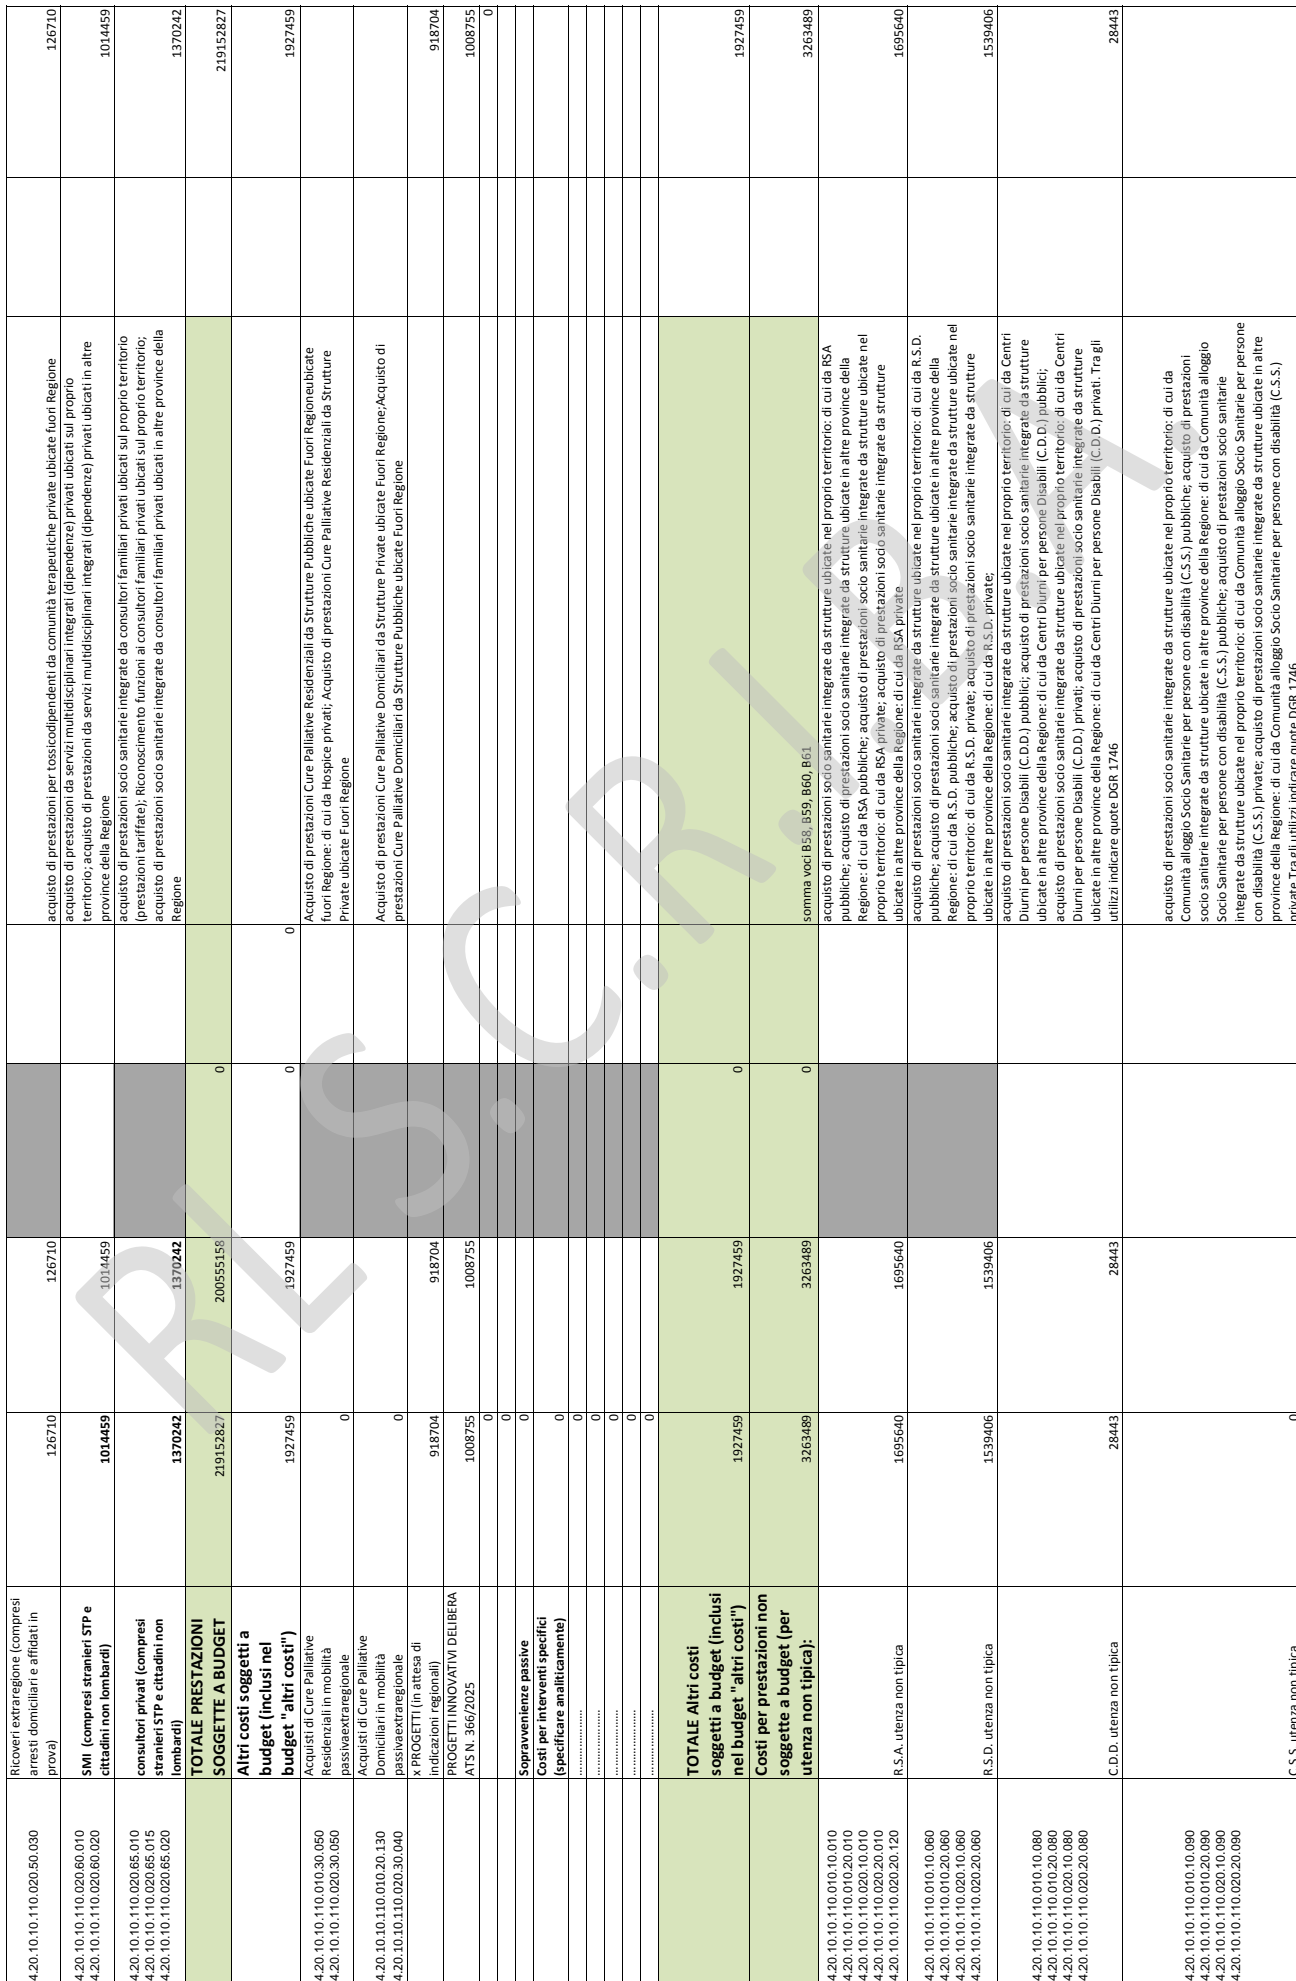 4.20.10.10.110.020.50.030
Ricoveri extraregione (compresi
arresti domiciliari e affidati in
prova)
126710
126710
acquisto di prestazioni per tossicodipendenti da comunità terapeutiche private ubicate fuori Regione
126710
4.20.10.10.110.020.60.010
4.20.10.10.110.020.60.020
SMI (compresi stranieri STP e
cittadini non lombardi)
1014459
1014459
acquisto di prestazioni da servizi multidisciplinari integrati (dipendenze) privati ubicati sul proprio
territorio; acquisto di prestazioni da servizi multidisciplinari integrati (dipendenze) privati ubicati in altre
province della Regione
1014459
4.20.10.10.110.020.65.010
4.20.10.10.110.020.65.015
4.20.10.10.110.020.65.020
consultori privati (compresi
stranieri STP e cittadini non
lombardi)
1370242
1370242
acquisto di prestazioni socio sanitarie integrate da consultori familiari privati ubicati sul proprio territorio
(prestazioni tariffate); Riconoscimento funzioni ai consultori familiari privati ubicati sul proprio territorio;
acquisto di prestazioni socio sanitarie integrate da consultori familiari privati ubicati in altre province della
Regione
1370242
TOTALE PRESTAZIONI
SOGGETTE A BUDGET
219152827
200555158
0
219152827
Altri costi soggetti a
budget (inclusi nel
budget "altri costi")
1927459
1927459
0
0
1927459
4.20.10.10.110.010.30.050
4.20.10.10.110.020.30.050
Acquisti di Cure Palliative
Residenziali in mobilità
passivaextraregionale
0
Acquisto di prestazioni Cure Palliative Residenziali da Strutture Pubbliche ubicate Fuori Regioneubicate
fuori Regione: di cui da Hospice privati; Acquisto di prestazioni Cure Palliative Residenziali da Strutture
Private ubicate Fuori Regione
4.20.10.10.110.010.20.130
4.20.10.10.110.020.30.040
Acquisti di Cure Palliative
Domiciliari in mobilità
passivaextraregionale
0
Acquisto di prestazioni Cure Palliative Domiciliari da Strutture Private ubicate Fuori Regione;Acquisto di
prestazioni Cure Palliative Domiciliari da Strutture Pubbliche ubicate Fuori Regione
x PROGETTI (in attesa di
indicazioni regionali)
918704
918704
918704
PROGETTI INNOVATIVI DELIBERA
ATS N. 366/2025
1008755
1008755
1008755
0
0
0
Sopravvenienze passive
0
Costi per interventi specifici
(specificare analiticamente)
0
....................
0
....................
0
....................
0
....................
0
....................
0
TOTALE Altri costi
soggetti a budget (inclusi
nel budget "altri costi")
1927459
1927459
0
1927459
Costi per prestazioni non
soggette a budget (per
utenza non tipica):
3263489
3263489
0
somma voci B58, B59, B60, B61
3263489
4.20.10.10.110.010.10.010
4.20.10.10.110.010.20.010
4.20.10.10.110.020.10.010
4.20.10.10.110.020.20.010
4.20.10.10.110.020.20.120
R.S.A. utenza non tipica
1695640
1695640
acquisto di prestazioni socio sanitarie integrate da strutture ubicate nel proprio territorio: di cui da RSA
pubbliche; acquisto di prestazioni socio sanitarie integrate da strutture ubicate in altre province della
Regione: di cui da RSA pubbliche; acquisto di prestazioni socio sanitarie integrate da strutture ubicate nel
proprio territorio: di cui da RSA private; acquisto di prestazioni socio sanitarie integrate da strutture
ubicate in altre province della Regione: di cui da RSA private
1695640
4.20.10.10.110.010.10.060
4.20.10.10.110.010.20.060
4.20.10.10.110.020.10.060
4.20.10.10.110.020.20.060
R.S.D. utenza non tipica
1539406
1539406
acquisto di prestazioni socio sanitarie integrate da strutture ubicate nel proprio territorio: di cui da R.S.D.
pubbliche; acquisto di prestazioni socio sanitarie integrate da strutture ubicate in altre province della
Regione: di cui da R.S.D. pubbliche; acquisto di prestazioni socio sanitarie integrate da strutture ubicate nel
proprio territorio: di cui da R.S.D. private; acquisto di prestazioni socio sanitarie integrate da strutture
ubicate in altre province della Regione: di cui da R.S.D. private;
1539406
4.20.10.10.110.010.10.080
4.20.10.10.110.010.20.080
4.20.10.10.110.020.10.080
4.20.10.10.110.020.20.080
C.D.D. utenza non tipica
28443
28443
acquisto di prestazioni socio sanitarie integrate da strutture ubicate nel proprio territorio: di cui da Centri
Diurni per persone Disabili (C.D.D.) pubblici; acquisto di prestazioni socio sanitarie integrate da strutture
ubicate in altre province della Regione: di cui da Centri Diurni per persone Disabili (C.D.D.) pubblici;
acquisto di prestazioni socio sanitarie integrate da strutture ubicate nel proprio territorio: di cui da Centri
Diurni per persone Disabili (C.D.D.) privati; acquisto di prestazioni socio sanitarie integrate da strutture
ubicate in altre province della Regione: di cui da Centri Diurni per persone Disabili (C.D.D.) privati. Tra gli
utilizzi indicare quote DGR 1746
28443
4.20.10.10.110.010.10.090
4.20.10.10.110.010.20.090
4.20.10.10.110.020.10.090
4.20.10.10.110.020.20.090
C.S.S. utenza non tipica
0
acquisto di prestazioni socio sanitarie integrate da strutture ubicate nel proprio territorio: di cui da
Comunità alloggio Socio Sanitarie per persone con disabilità (C.S.S.) pubbliche; acquisto di prestazioni
socio sanitarie integrate da strutture ubicate in altre province della Regione: di cui da Comunità alloggio
Socio Sanitarie per persone con disabilità (C.S.S.) pubbliche; acquisto di prestazioni socio sanitarie
integrate da strutture ubicate nel proprio territorio: di cui da Comunità alloggio Socio Sanitarie per persone
con disabilità (C.S.S.) private; acquisto di prestazioni socio sanitarie integrate da strutture ubicate in altre
province della Regione: di cui da Comunità alloggio Socio Sanitarie per persone con disabilità (C.S.S.)
private Tra gli utilizzi indicare quote DGR 1746
RL S.C.R.I.B.A.